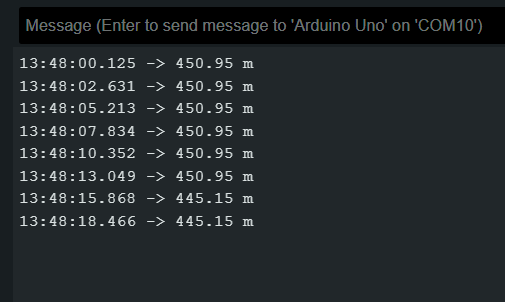 Message (Enter to send message to 'Arduino Uno' on 'COM10')
13:48:00.125 -> 450.95 m
13:48:02.631 -> 450.95 m
13:48:05.213 -> 450.95 m
13:48:07.834 -> 450.95 m
13:48:10.352 -> 450.95 m
13:48:13.049 -> 450.95 m
13:48:15.868 -> 445.15 m
13:48:18.466 -> 445.15 m